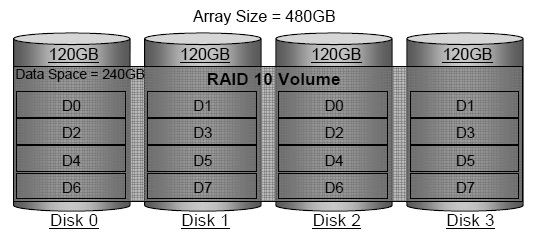 Array Size = 480GB
120GB 120GB 120GB 120GB
Data Space = 240GB RAID 10 Volume
D0 D1 D0 D1
D2 D3 D2 D3
D4 D5 D4 D5
D6 D7 D6 D7
Disk 0 Disk 1 Disk 2 Disk 3